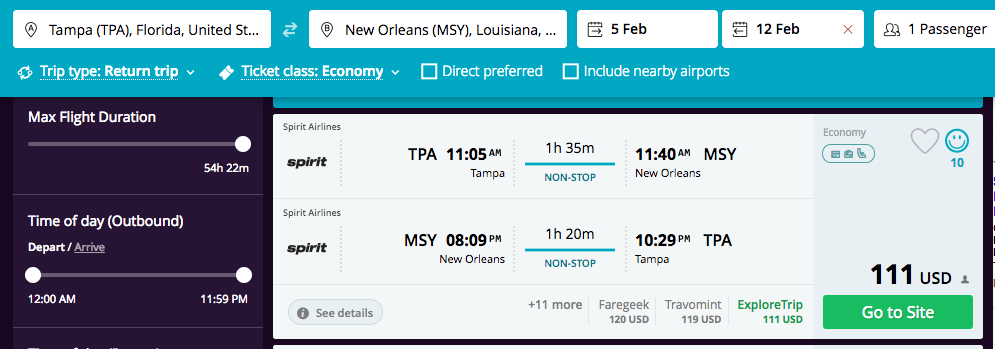 A Tampa (TPA), Florida, United St...
B New Orleans (MSY), Louisiana, ...
5 Feb
12 Feb
1 Passenger
Trip type: Return trip
Ticket class: Economy
Direct preferred
Include nearby airports
Max Flight Duration
54h 22m
Time of day (Outbound)
Depart / Arrive
12:00 AM 11:59 PM
Spirit Airlines
spirit
TPA 11:05 AM
Tampa
1h 35m
NON-STOP
11:40 AM MSY
New Orleans
Spirit Airlines
spirit
MSY 08:09 PM
New Orleans
1h 20m
NON-STOP
10:29 PM TPA
Tampa
See details
+11 more
Faregeek
120 USD
Travomint
119 USD
ExploreTrip
111 USD
Economy
10
111 USD
Go to Site